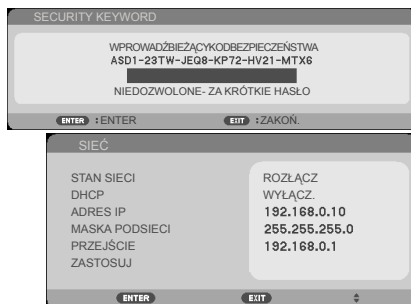 SECURITY KEYWORD
WPROWADŹBIEŻĄCYKODBEZPIECZEŃSTWA
ASD1-23TW-JEQ8-KP72-HV21-MTX6
NIEDOZWOLONE- ZA KRÓTKIE HASŁO
ENTER : ENTER EXIT : ZAKOŃ.
SIEĆ
STAN SIECI ROZŁĄCZ
DHCP WYŁĄCZ.
ADRES IP 192.168.0.10
MASKA PODSIECI 255.255.255.0
PRZEJŚCIE 192.168.0.1
ZASTOSUJ
ENTER EXIT